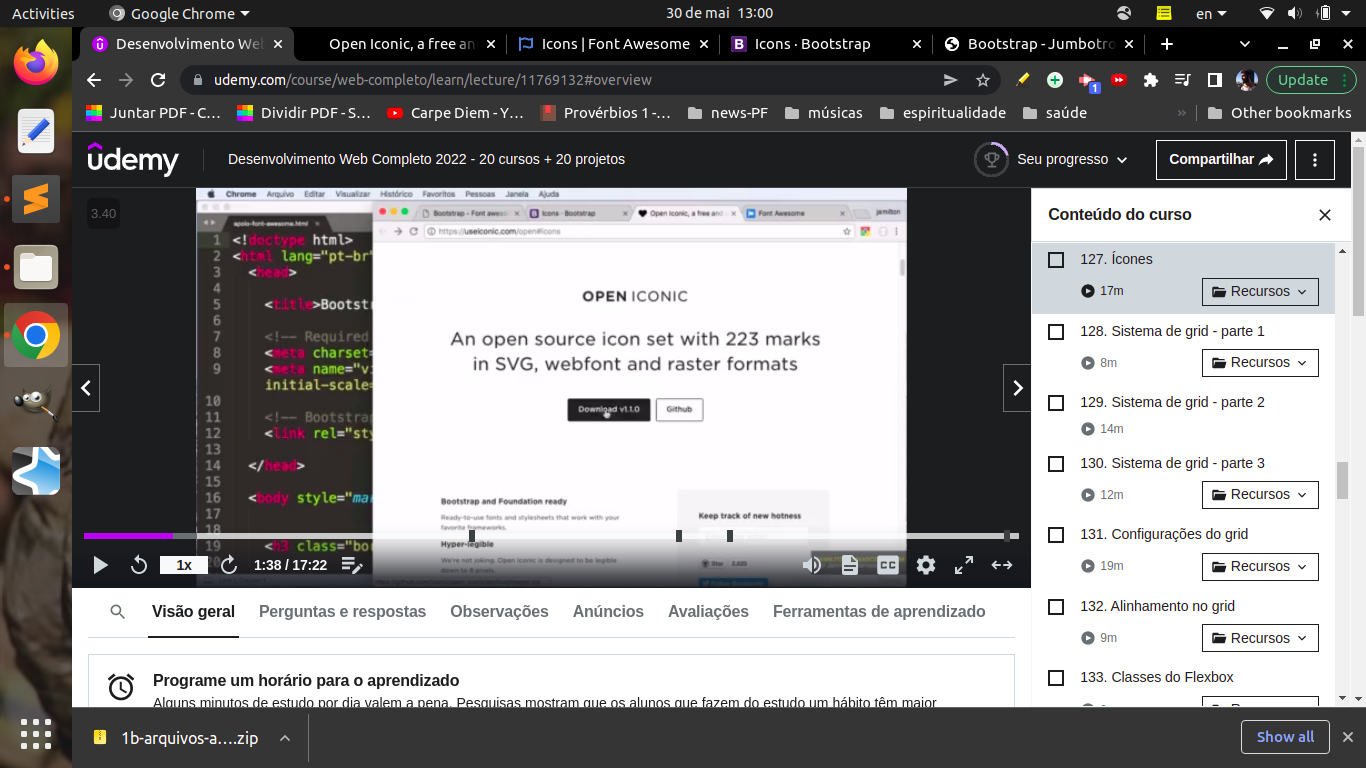 Activities
Google Chrome
30 de mai 13:00
en
Desenvolvimento We
Open Iconic, a free an
Icons | Font Awesome
Icons · Bootstrap
Bootstrap - Jumbotro
udemy.com/course/web-completo/learn/lecture/11769132#overview
1
Update
Juntar PDF - C…
Dividir PDF - S…
Carpe Diem - Y…
Provérbios 1 -…
news-PF
músicas
espiritualidade
saúde
»
Other bookmarks
udemy
Desenvolvimento Web Completo 2022 - 20 cursos + 20 projetos
Seu progresso
Compartilhar
3.40
Chrome Arquivo Editar Visualizar Histórico Favoritos Pessoas Janela Ajuda
apoio-font-awesome.html
Bootstrap - Font awes
Icons · Bootstrap
Open Iconic, a free and
Font Awesome
jamilton
https://useiconic.com/open#icons
1 <!doctype html>
2 <html lang="pt-br"
3 <head>
4
5 <title>Bootst
6
7 <!-- Required
8 <meta charset=
9 <meta name="vi
initial-scale=
10
11 <!-- Bootstrap
12 <link rel="sty
13
14 </head>
15
16 <body style="mar
17
18
19 <h3 class="bor
20
OPEN ICONIC
An open source icon set with 223 marks
in SVG, webfont and raster formats
Download v1.1.0
Github
Bootstrap and Foundation ready
Ready-to-use fonts and stylesheets that work with your
favorite frameworks.
Hyper-legible
We're not joking. Open Iconic is designed to be legible
down to 8 pixels.
Keep track of new hotness
Star
1x
1:38 / 17:22
CC
Visão geral
Perguntas e respostas
Observações
Anúncios
Avaliações
Ferramentas de aprendizado
Programe um horário para o aprendizado
Alguns minutos de estudo por dia valem a pena. Pesquisas mostram que os alunos que fazem do estudo um hábito têm maior
Conteúdo do curso
127. Ícones
17m
Recursos
128. Sistema de grid - parte 1
8m
Recursos
129. Sistema de grid - parte 2
14m
130. Sistema de grid - parte 3
12m
Recursos
131. Configurações do grid
19m
Recursos
132. Alinhamento no grid
9m
Recursos
133. Classes do Flexbox
1b-arquivos-a….zip
Show all